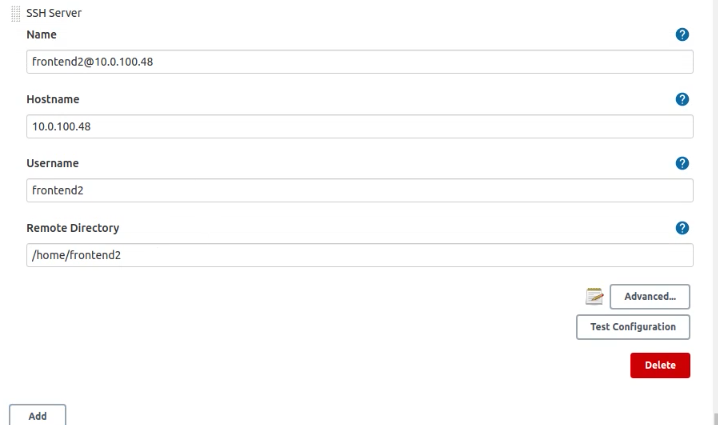 SSH Server
Name
frontend2@10.0.100.48
Hostname
10.0.100.48
Username
frontend2
Remote Directory
/home/frontend2
Advanced...
Test Configuration
Delete
Add